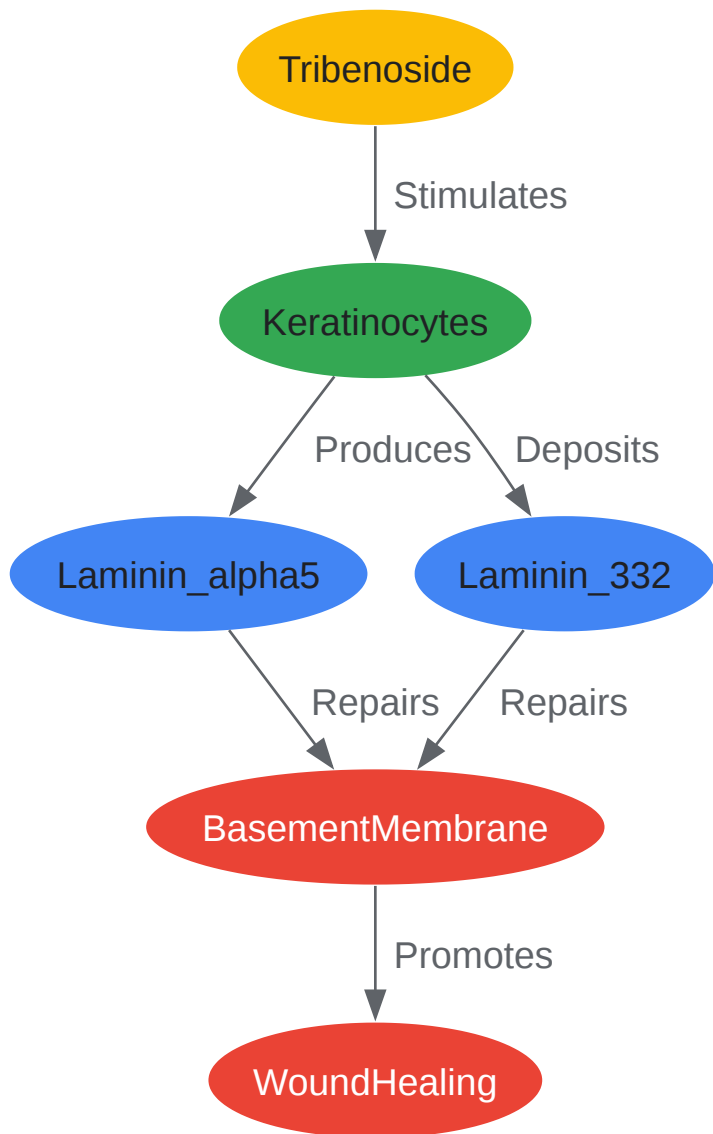 Tribenoside
Stimulates
Keratinocytes
Produces
Deposits
Laminin_alpha5
Laminin_332
Repairs
Repairs
BasementMembrane
Promotes
WoundHealing